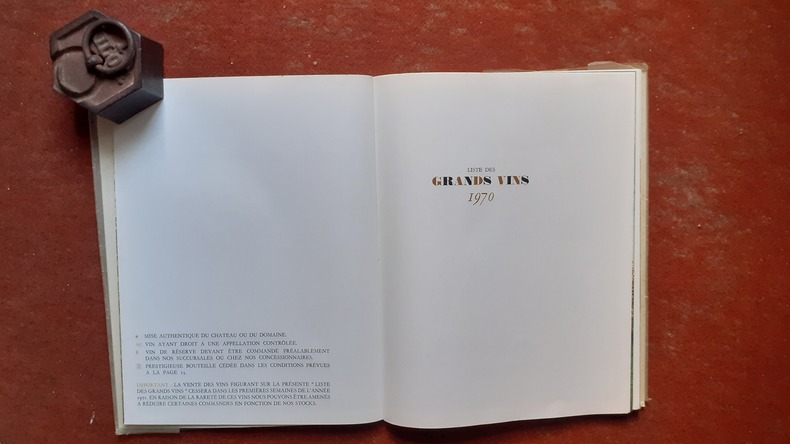 MISE AUTHENTIQUE DU CHATEAU OU DU DOMAINE.
VIN AYANT DROIT A UNE APPELLATION CONTRÔLÉE.
VIN DE RÉSERVE DEVANT ÊTRE COMMANDÉ PRÉALABLEMENT
DANS NOS SUCCURSALES OU CHEZ NOS CONCESSIONNAIRES.
PRESTIGIEUSE BOUTEILLE CÉDÉE DANS LES CONDITIONS PRÉVUES
A LA PAGE
IMPORTANT : LA VENTE DES VINS FIGURANT SUR LA PRÉSENTE "LISTE
DES GRANDS VINS" CESSERA DANS LES PREMIÈRES SEMAINES DE L'ANNÉE
1971. EN RAISON DE LA RARETÉ DE CES VINS NOUS POUVONS ÊTRE AMENÉS
A RÉDUIRE CERTAINES COMMANDES EN FONCTION DE NOS STOCKS.
LISTE DES
GRANDS VINS
1970